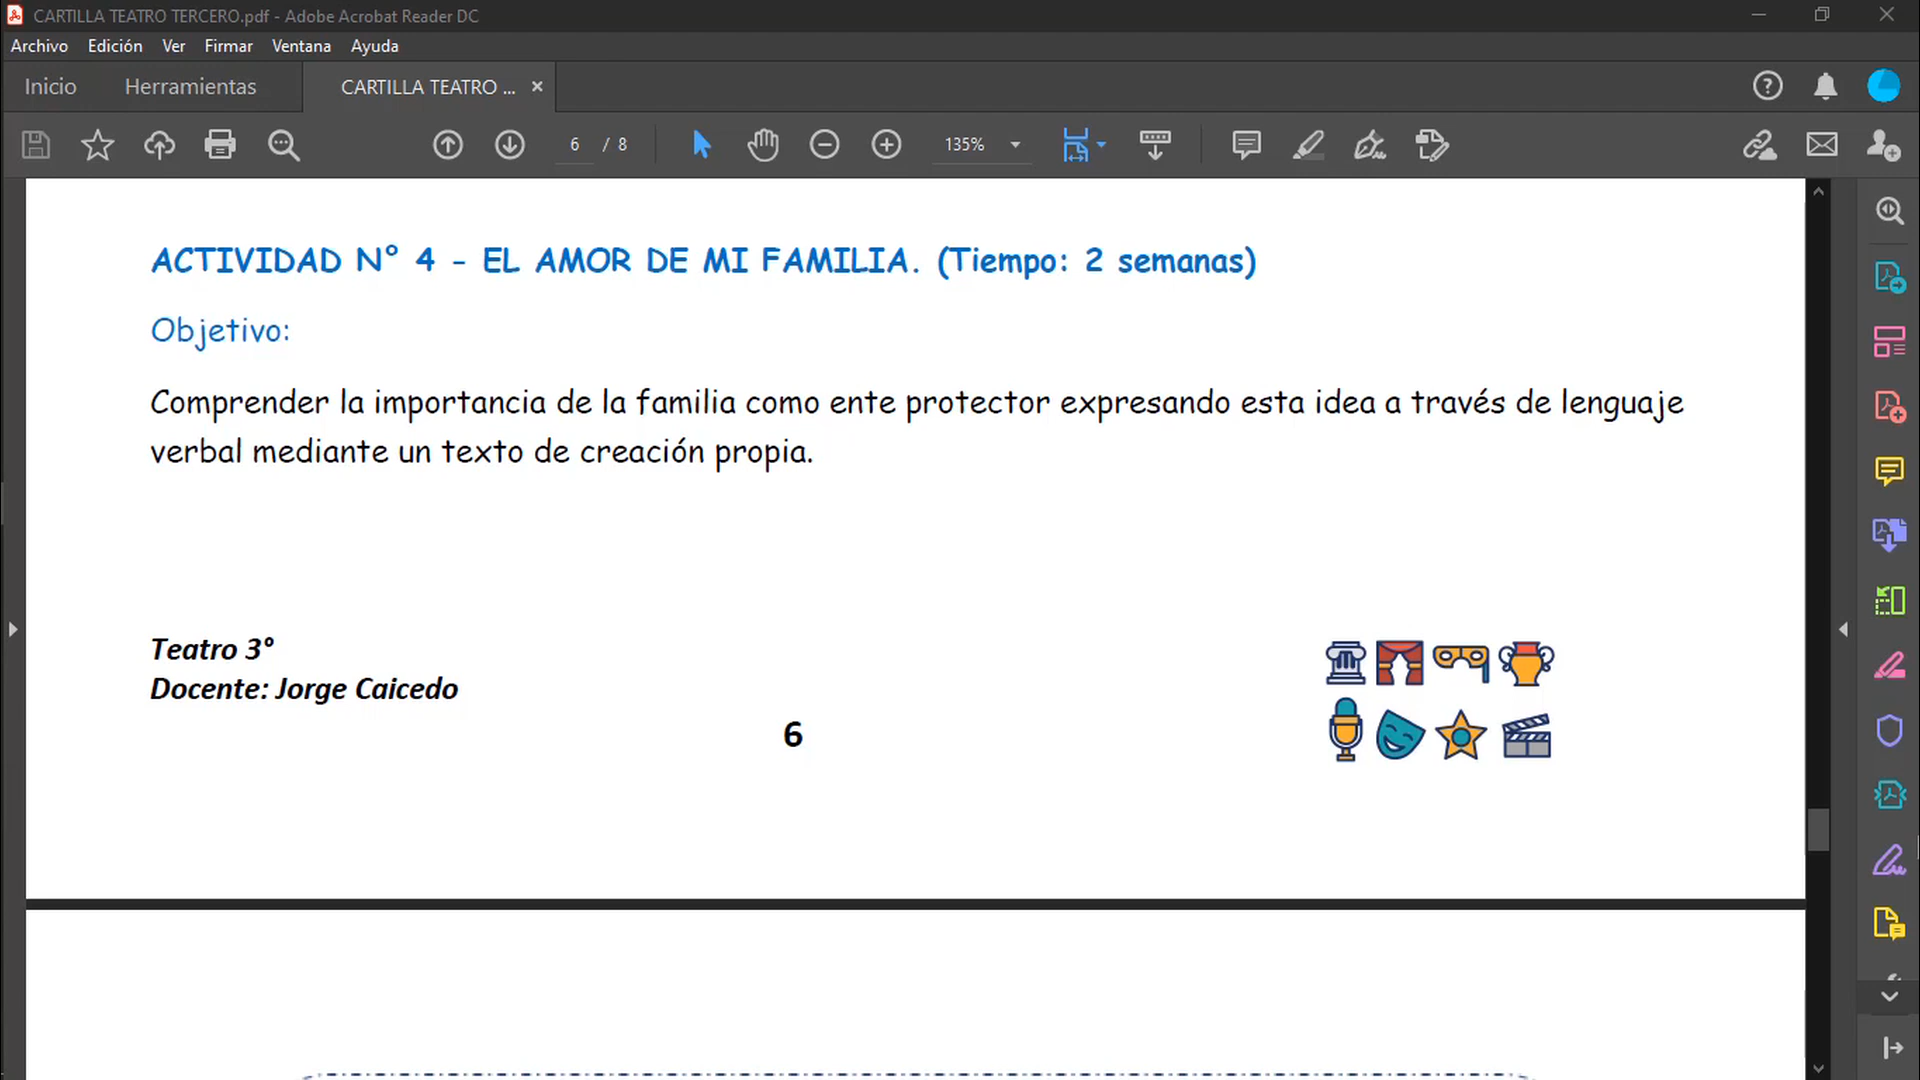 CARTILLA TEATRO TERCERO.pdf - Adobe Acrobat Reader DC
Archivo Edición Ver Firmar Ventana Ayuda
Inicio Herramientas CARTILLA TEATRO ... ×
6 / 8 135%
ACTIVIDAD N° 4 - EL AMOR DE MI FAMILIA. (Tiempo: 2 semanas)
Objetivo:
Comprender la importancia de la familia como ente protector expresando esta idea a través de lenguaje
verbal mediante un texto de creación propia.
Teatro 3°
Docente: Jorge Caicedo
6